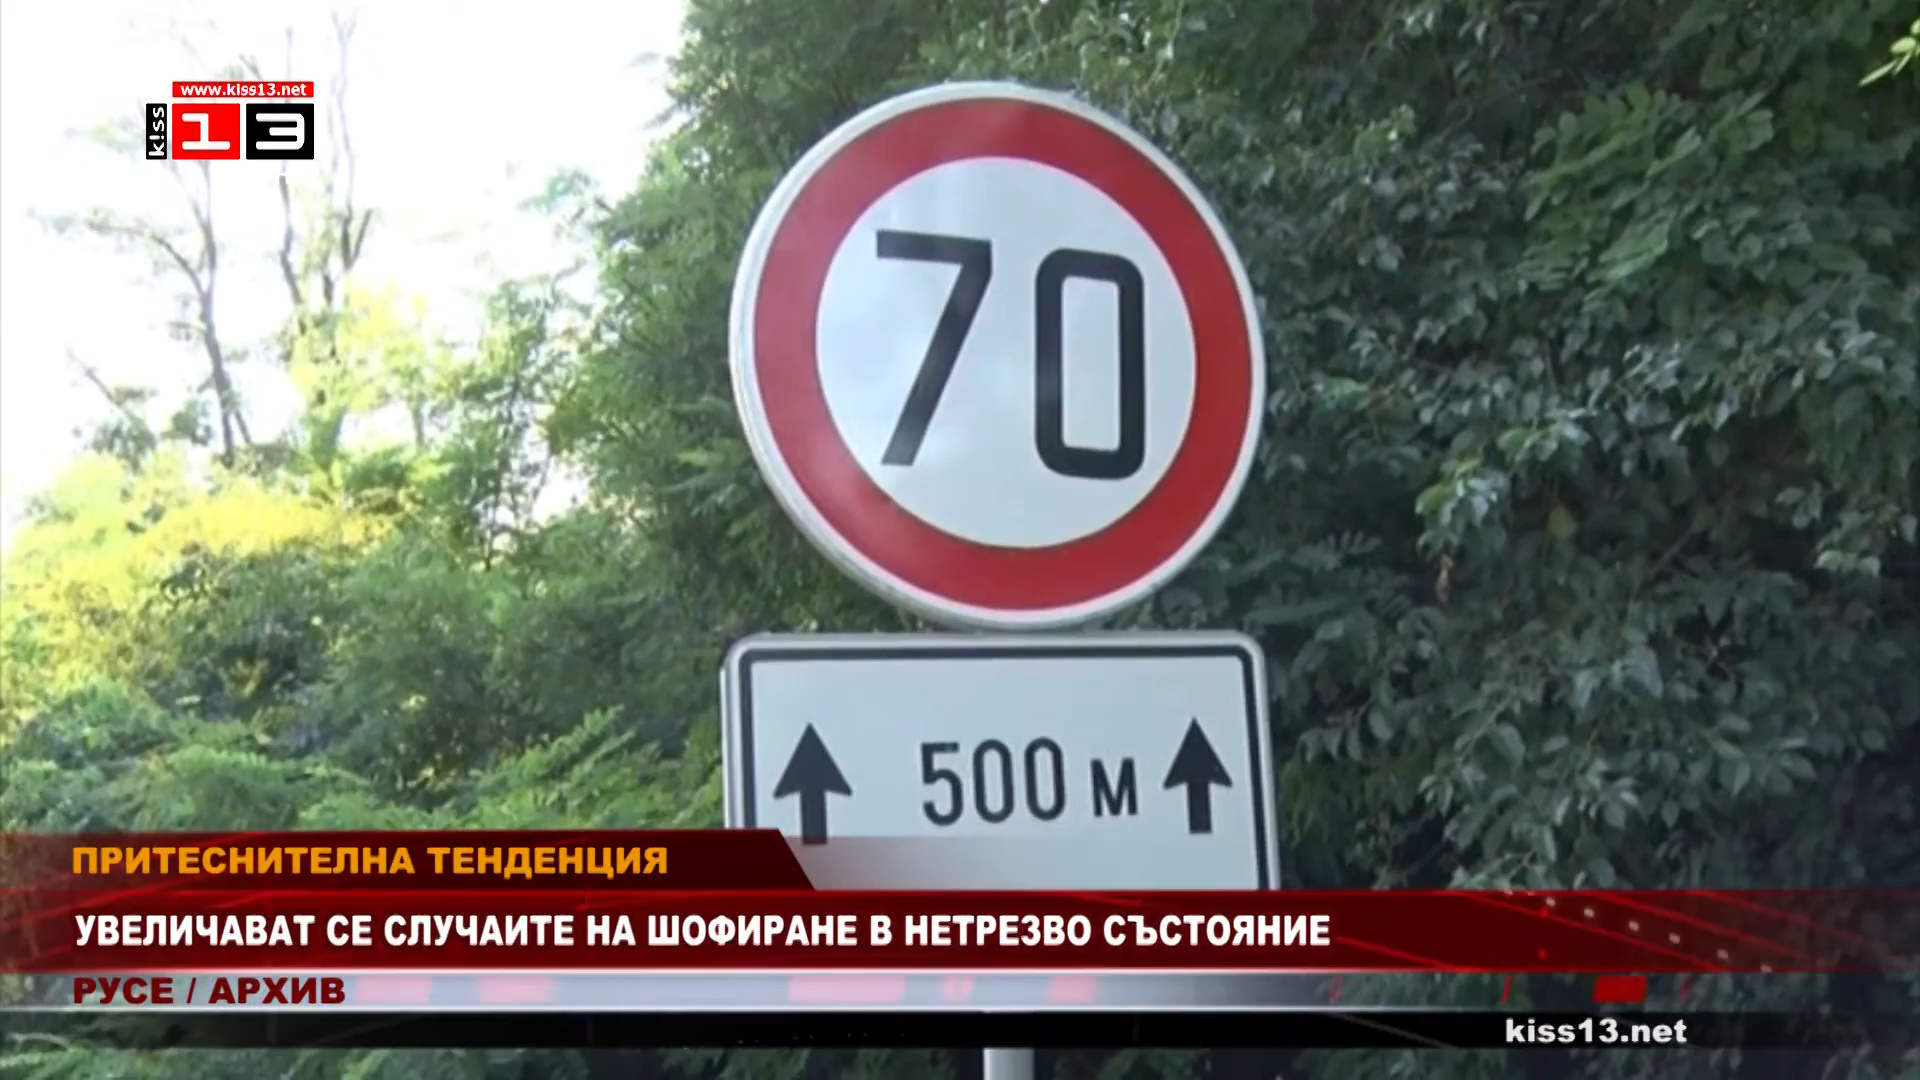 www.kiss13.net
kiss 13
70
500 м
ПРИТЕСНИТЕЛНА ТЕНДЕНЦИЯ
УВЕЛИЧАВАТ СЕ СЛУЧАИТЕ НА ШОФИРАНЕ В НЕТРЕЗВО СЪСТОЯНИЕ
РУСЕ / АРХИВ
kiss13.net